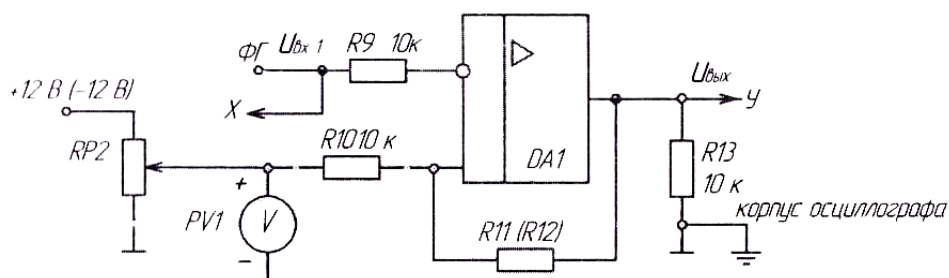 ФГ Uвх 1
R9 10к
Uвых
+12 В (-12 В)
X
У
RP2
R10 10 к
DA1
R13
10 к
+
PV1
V
корпус осциллографа
R11 (R12)
-